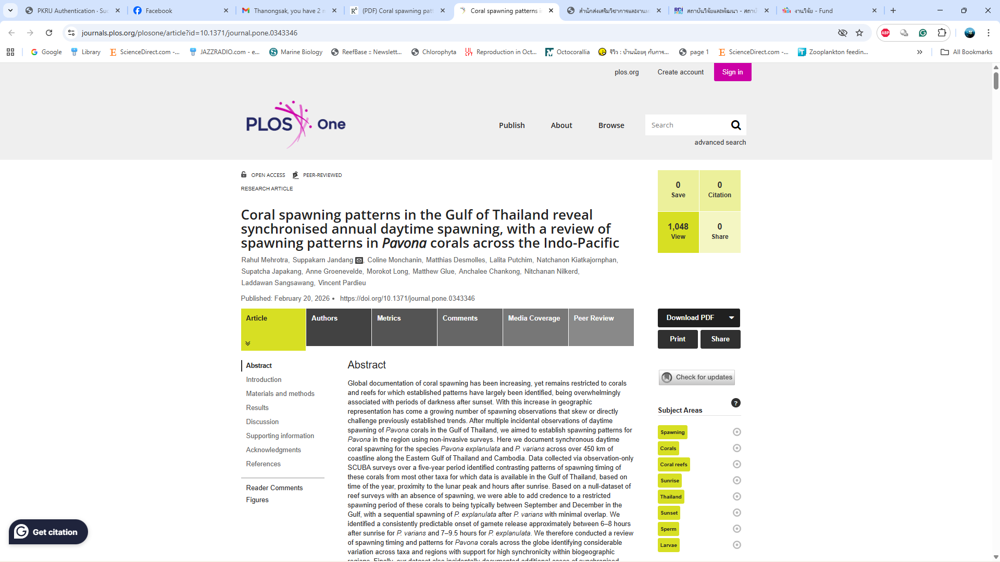 PKRU Authentication · Suc
Facebook
Thanongsak, you have 2 n
(PDF) Coral spawning pat
Coral spawning patterns i
สำนักส่งเสริมวิชาการและงานท
สถาบันวิจัยและพัฒนา - สถาบั
งานวิจัย - Fund
journals.plos.org/plosone/article?id=10.1371/journal.pone.0343346
ABP
Google
Library
ScienceDirect.com -...
JAZZRADIO.com - e...
Marine Biology
ReefBase :: Newslett...
Chlorophyta
Reproduction in Oct...
Octocorallia
รีวิว : บ้านน้อยๆ กับการ...
page 1
ScienceDirect.com -...
Zooplankton feedin...
All Bookmarks
plos.org
Create account
Sign in
PLOS One
Publish
About
Browse
Search
advanced search
OPEN ACCESS
PEER-REVIEWED
RESEARCH ARTICLE
0
Save
0
Citation
1,048
View
0
Share
Coral spawning patterns in the Gulf of Thailand reveal
synchronised annual daytime spawning, with a review of
spawning patterns in Pavona corals across the Indo-Pacific
Rahul Mehrotra, Suppakarn Jandang , Coline Monchanin, Matthias Desmolles, Lalita Putchim, Natchanon Kiatkajornphan,
Supatcha Japakang, Anne Groenevelde, Morokot Long, Matthew Glue, Anchalee Chankong, Nitchanan Nilkerd,
Laddawan Sangsawang, Vincent Pardieu
Published: February 20, 2026 • https://doi.org/10.1371/journal.pone.0343346
Article
Authors
Metrics
Comments
Media Coverage
Peer Review
Download PDF
Print
Share
Abstract
Introduction
Materials and methods
Results
Discussion
Supporting information
Acknowledgments
References
Reader Comments
Figures
Abstract
Global documentation of coral spawning has been increasing, yet remains restricted to corals
and reefs for which established patterns have largely been identified, being overwhelmingly
associated with periods of darkness after sunset. With this increase in geographic
representation has come a growing number of spawning observations that skew or directly
challenge previously established trends. After multiple incidental observations of daytime
spawning of Pavona corals in the Gulf of Thailand, we aimed to establish spawning patterns for
Pavona in the region using non-invasive surveys. Here we document synchronous daytime
coral spawning for the species Pavona explanulata and P. varians across over 450 km of
coastline along the Eastern Gulf of Thailand and Cambodia. Data collected via observation-only
SCUBA surveys over a five-year period identified contrasting patterns of spawning timing of
these corals from most other taxa for which data is available in the Gulf of Thailand, based on
time of the year, proximity to the lunar peak and hours after sunrise. Based on a null-dataset of
reef surveys with an absence of spawning, we were able to add credence to a restricted
spawning period of these corals to being typically between September and December in the
Gulf, with a sequential spawning of P. explanulata after P. varians with minimal overlap. We
identified a consistently predictable onset of gamete release approximately between 6–8 hours
after sunrise for P. varians and 7–9.5 hours for P. explanulata. We therefore conducted a review
of spawning timing and patterns for Pavona corals across the globe identifying considerable
variation across taxa and regions with support for high synchronicity within biogeographic
regions. Finally, our dataset also incidentally documented additional cases of synchronised
Check for updates
Subject Areas
?
Spawning
Corals
Coral reefs
Sunrise
Thailand
Sunset
Sperm
Larvae
Get citation